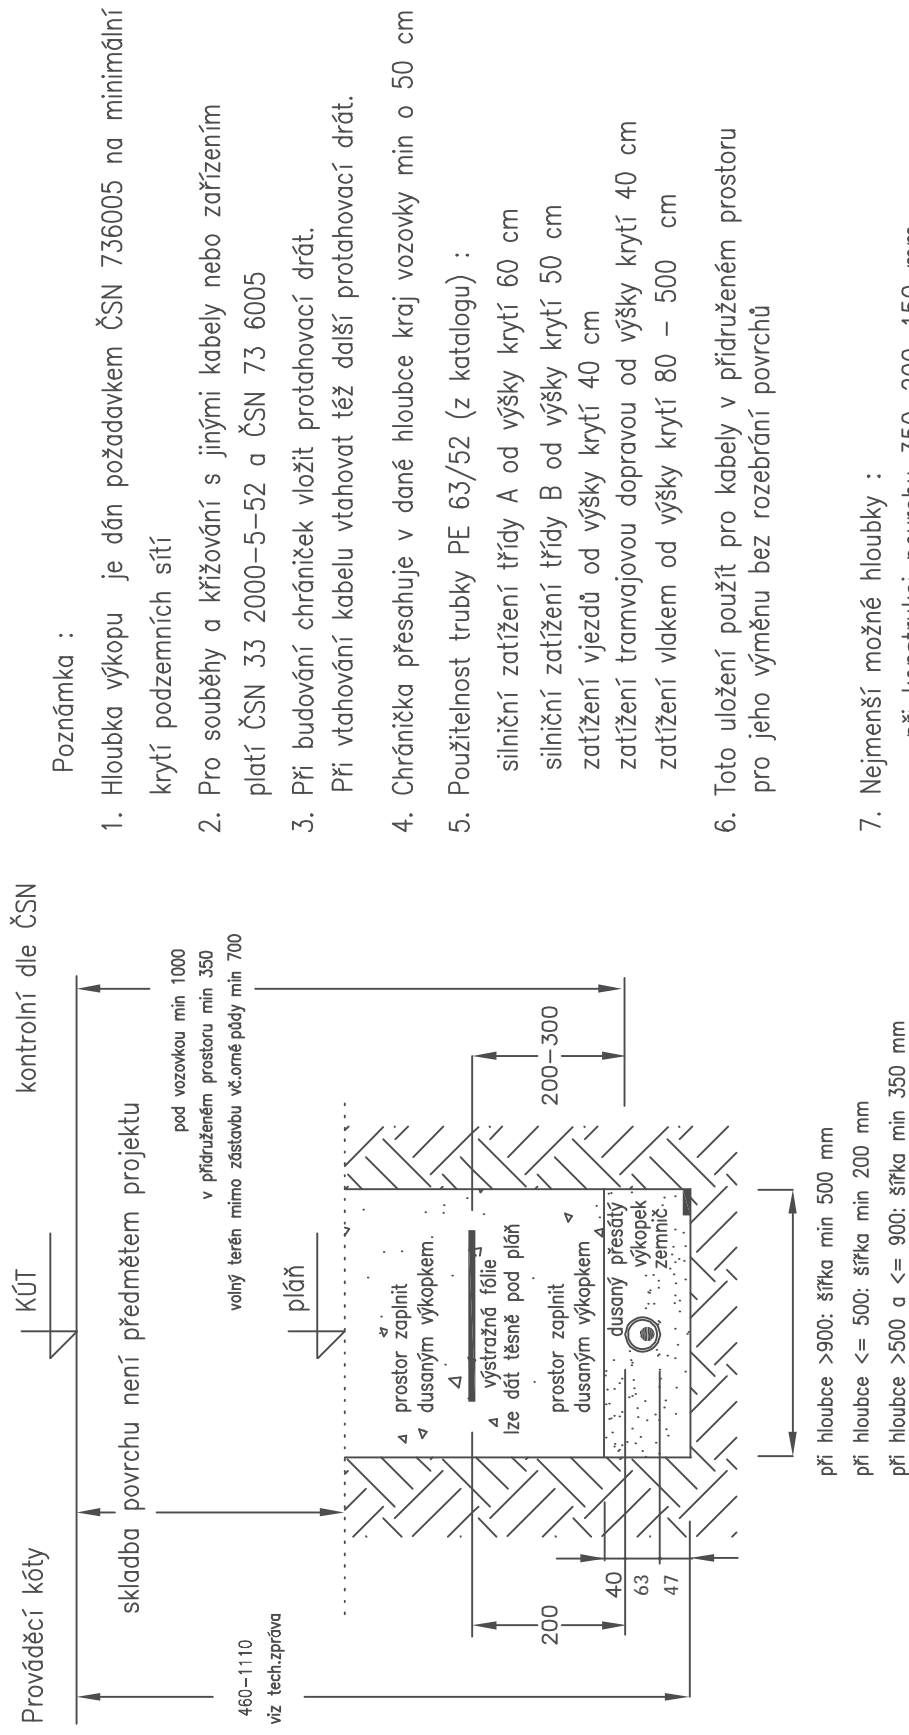 Prováděcí kóty
KÚT
kontrolní dle ČSN
skladba povrchu není předmětem projektu
460-1110
viz tech.zpráva
pod vozovkou min 1000
v přidruženém prostoru min 350
volný terén mimo zástavbu vč.orné půdy min 700
pláň
prostor zaplnit
dusaným výkopkem.
výstražná fólie
lze dát těsně pod pláň
prostor zaplnit
dusaným výkopkem
dusaný přesátý
výkopek
zemnič
200
40
63
47
200-300
při hloubce >900: šířka min 500 mm
při hloubce <= 500: šířka min 200 mm
při hloubce >500 a <= 900: šířka min 350 mm
Poznámka :
1. Hloubka výkopu je dán požadavkem ČSN 736005 na minimální
krytí podzemních sítí
2. Pro souběhy a křižování s jinými kabely nebo zařízením
platí ČSN 33 2000-5-52 a ČSN 73 6005
3. Při budování chrániček vložit protahovací drát.
Při vtahování kabelu vtahovat též další protahovací drát.
4. Chránička přesahuje v dané hloubce kraj vozovky min o 50 cm
5. Použitelnost trubky PE 63/52 (z katalogu) :
silniční zatížení třídy A od výšky krytí 60 cm
silniční zatížení třídy B od výšky krytí 50 cm
zatížení vjezdů od výšky krytí 40 cm
zatížení tramvajovou dopravou od výšky krytí 40 cm
zatížení vlakem od výšky krytí 80 - 500 cm
6. Toto uložení použít pro kabely v přidruženém prostoru
pro jeho výměnu bez rozebrání povrchů
7. Nejmenší možné hloubky :